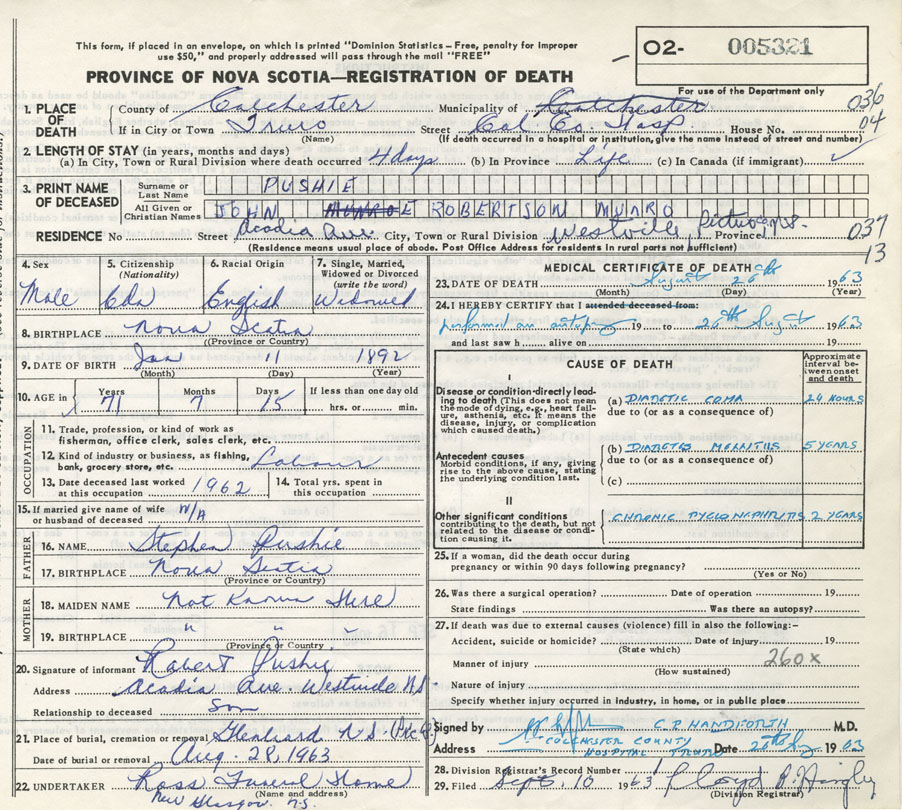 This form, if placed in an envelope, on which is printed "Dominion Statistics – Free, penalty for improper
use $50," and properly addressed will pass through the mail "FREE"
O2- 005321
PROVINCE OF NOVA SCOTIA—REGISTRATION OF DEATH
For use of the Department only
1. PLACE OF DEATH County of Colchester Municipality of Colchester 036
If in City or Town Truro Street Col. Co. Hosp House No. 04
(Name) (If death occurred in a hospital or institution, give the name instead of street and number)
2. LENGTH OF STAY (in years, months and days)
(a) In City, Town or Rural Division where death occurred 4 days (b) In Province Life (c) In Canada (if immigrant)
3. PRINT NAME OF DECEASED Surname or Last Name PUSHIE
All Given or Christian Names JOHN MUNROE ROBERTSON MUNRO
RESIDENCE No Street Acadia Ave. City, Town or Rural Division Westville Pictou Province 037
(Residence means usual place of abode. Post Office Address for residents in rural parts not sufficient) 13
4. Sex 5. Citizenship (Nationality) 6. Racial Origin 7. Single, Married, Widowed or Divorced (write the word)
Male Cda English Widowed
8. BIRTHPLACE Nova Scotia
(Province or Country)
9. DATE OF BIRTH Jan 11 1892
(Month) (Day) (Year)
10. AGE in Years Months Days If less than one day old
71 7 15 hrs. or min.
OCCUPATION
11. Trade, profession, or kind of work as
fisherman, office clerk, sales clerk, etc.
12. Kind of industry or business, as fishing,
bank, grocery store, etc. Labour
13. Date deceased last worked at this occupation 1962 14. Total yrs. spent in this occupation
15. If married give name of wife or husband of deceased N/A
FATHER
16. NAME Stephen Pushie
17. BIRTHPLACE Nova Scotia
(Province or Country)
MOTHER
18. MAIDEN NAME Not Known Here
19. BIRTHPLACE " " "
(Province or Country)
20. Signature of informant Robert Pushie
Address Acadia Ave. Westville NS
Relationship to deceased Son
21. Place of burial, cremation or removal N.S.
Date of burial or removal Aug. 28, 1963
22. UNDERTAKER Ross Funeral Home
(Name and address)
New Glasgow. N.S.
MEDICAL CERTIFICATE OF DEATH
23. DATE OF DEATH August 26th 1963
(Month) (Day) (Year)
24. I HEREBY CERTIFY that I attended deceased from:
performed an autopsy 19 to 26th August 1963
and last saw h alive on 19
CAUSE OF DEATH Approximate interval between onset and death
I
Disease or condition directly leading to death (This does not mean the mode of dying, e.g., heart failure, asthenia, etc. It means the disease, injury, or complication which caused death.)
(a) DIABETIC COMA 24 HOURS
due to (or as a consequence of)
Antecedent causes
Morbid conditions, if any, giving rise to the above cause, stating the underlying condition last.
(b) DIABETES MELLITUS 5 YEARS
due to (or as a consequence of)
(c)
II
Other significant conditions
contributing to the death, but not related to the disease or condition causing it.
CHRONIC PYELONEPHRITIS 2 YEARS
25. If a woman, did the death occur during
pregnancy or within 90 days following pregnancy?
(Yes or No)
26. Was there a surgical operation? Date of operation 19
State findings Was there an autopsy?
27. If death was due to external causes (violence) fill in also the following:–
Accident, suicide or homicide? Date of injury 19
(State which)
Manner of injury 260X
(How sustained)
Nature of injury
Specify whether injury occurred in industry, in home, or in public place
Signed by C.P. HANDFORTH M.D.
Address COLCHESTER COUNTY HOSPITAL TRURO Date 26th Aug 1963
28. Division Registrar's Record Number
29. Filed Sept. 10 1963
(Division Registrar)